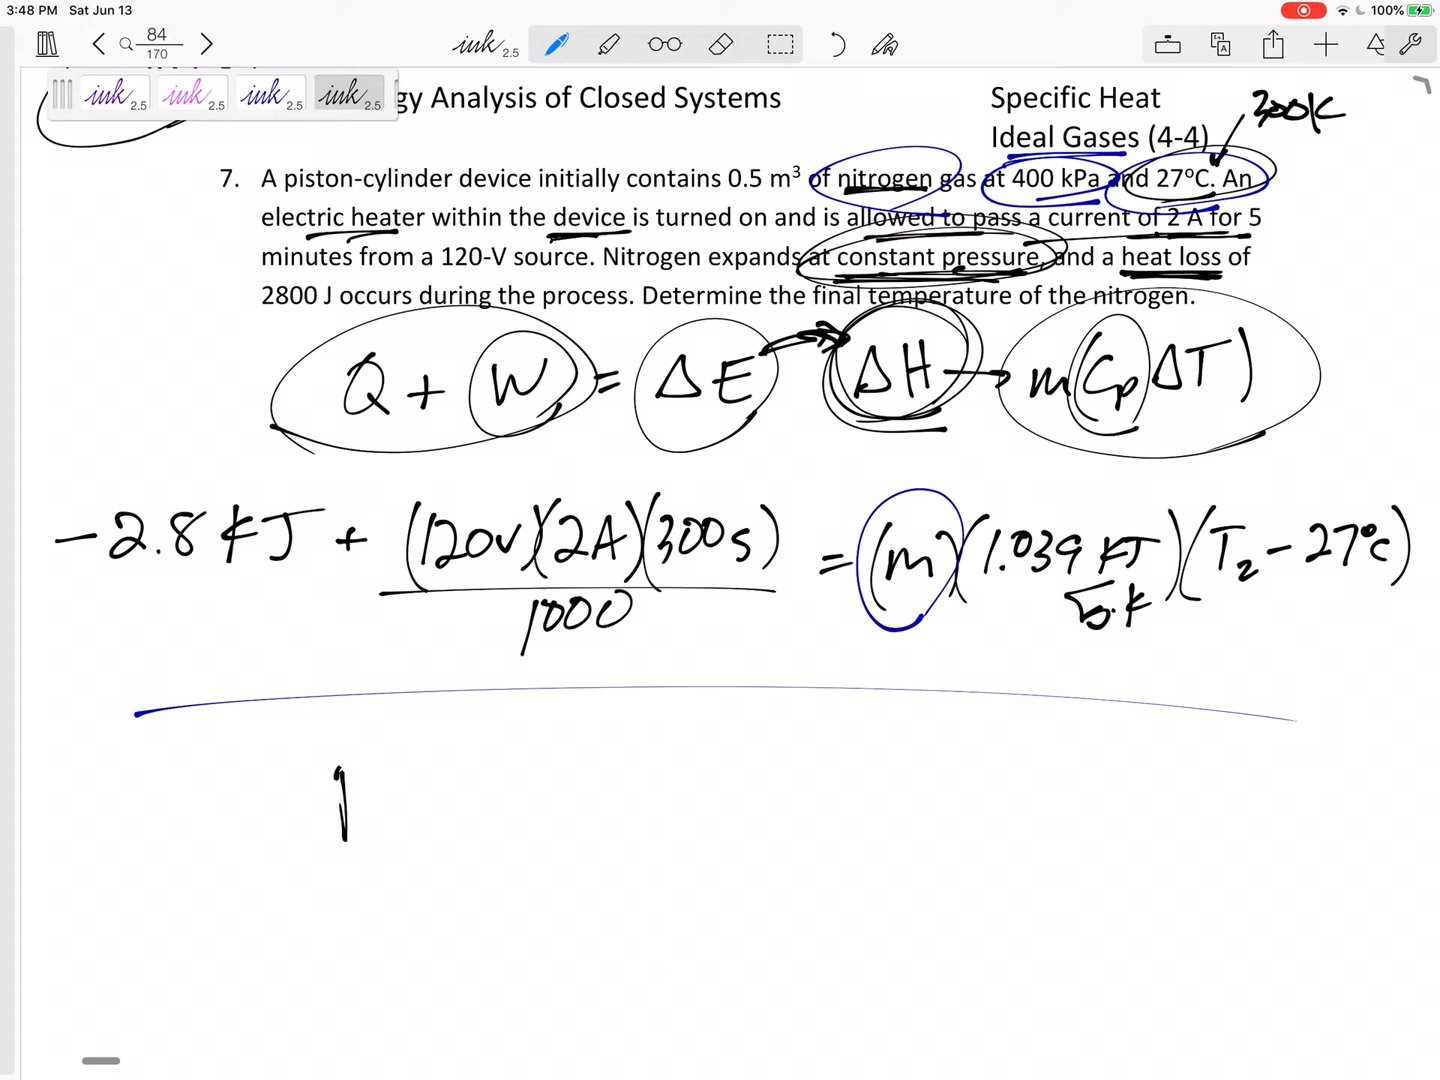 3:48 PM Sat Jun 13
100%
84
170
ink 2.5
ink 2.5 ink 2.5 ink 2.5 ink 2.5
gy Analysis of Closed Systems
Specific Heat
Ideal Gases (4-4)
300K
7. A piston-cylinder device initially contains 0.5 m³ of nitrogen gas at 400 kPa and 27°C. An
electric heater within the device is turned on and is allowed to pass a current of 2 A for 5
minutes from a 120-V source. Nitrogen expands at constant pressure, and a heat loss of
2800 J occurs during the process. Determine the final temperature of the nitrogen.
Q + W = ΔE → ΔH → m(Cp ΔT)
-2.8 kJ + (120V)(2A)(300s) / 1000 = (m)(1.039 kJ / kg·K)(T₂ - 27°C)